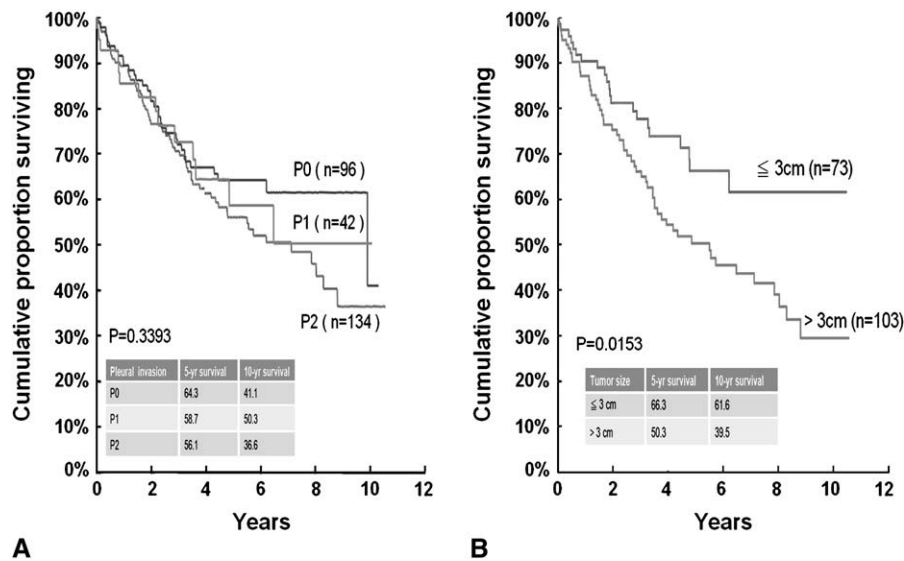 Cumulative proportion surviving
100%
90%
80%
70%
60%
50%
40%
30%
20%
10%
0%
P0 ( n=96)
P1 ( n=42 )
P2 ( n=134 )
P=0.3393
Pleural invasion 5-yr survival 10-yr survival
P0 64.3 41.1
P1 58.7 50.3
P2 56.1 36.6
0 2 4 6 8 10 12
Years
A
Cumulative proportion surviving
100%
90%
80%
70%
60%
50%
40%
30%
20%
10%
0%
≦ 3cm (n=73)
> 3cm (n=103)
P=0.0153
Tumor size 5-yr survival 10-yr survival
≦ 3 cm 66.3 61.6
> 3 cm 50.3 39.5
0 2 4 6 8 10 12
Years
B